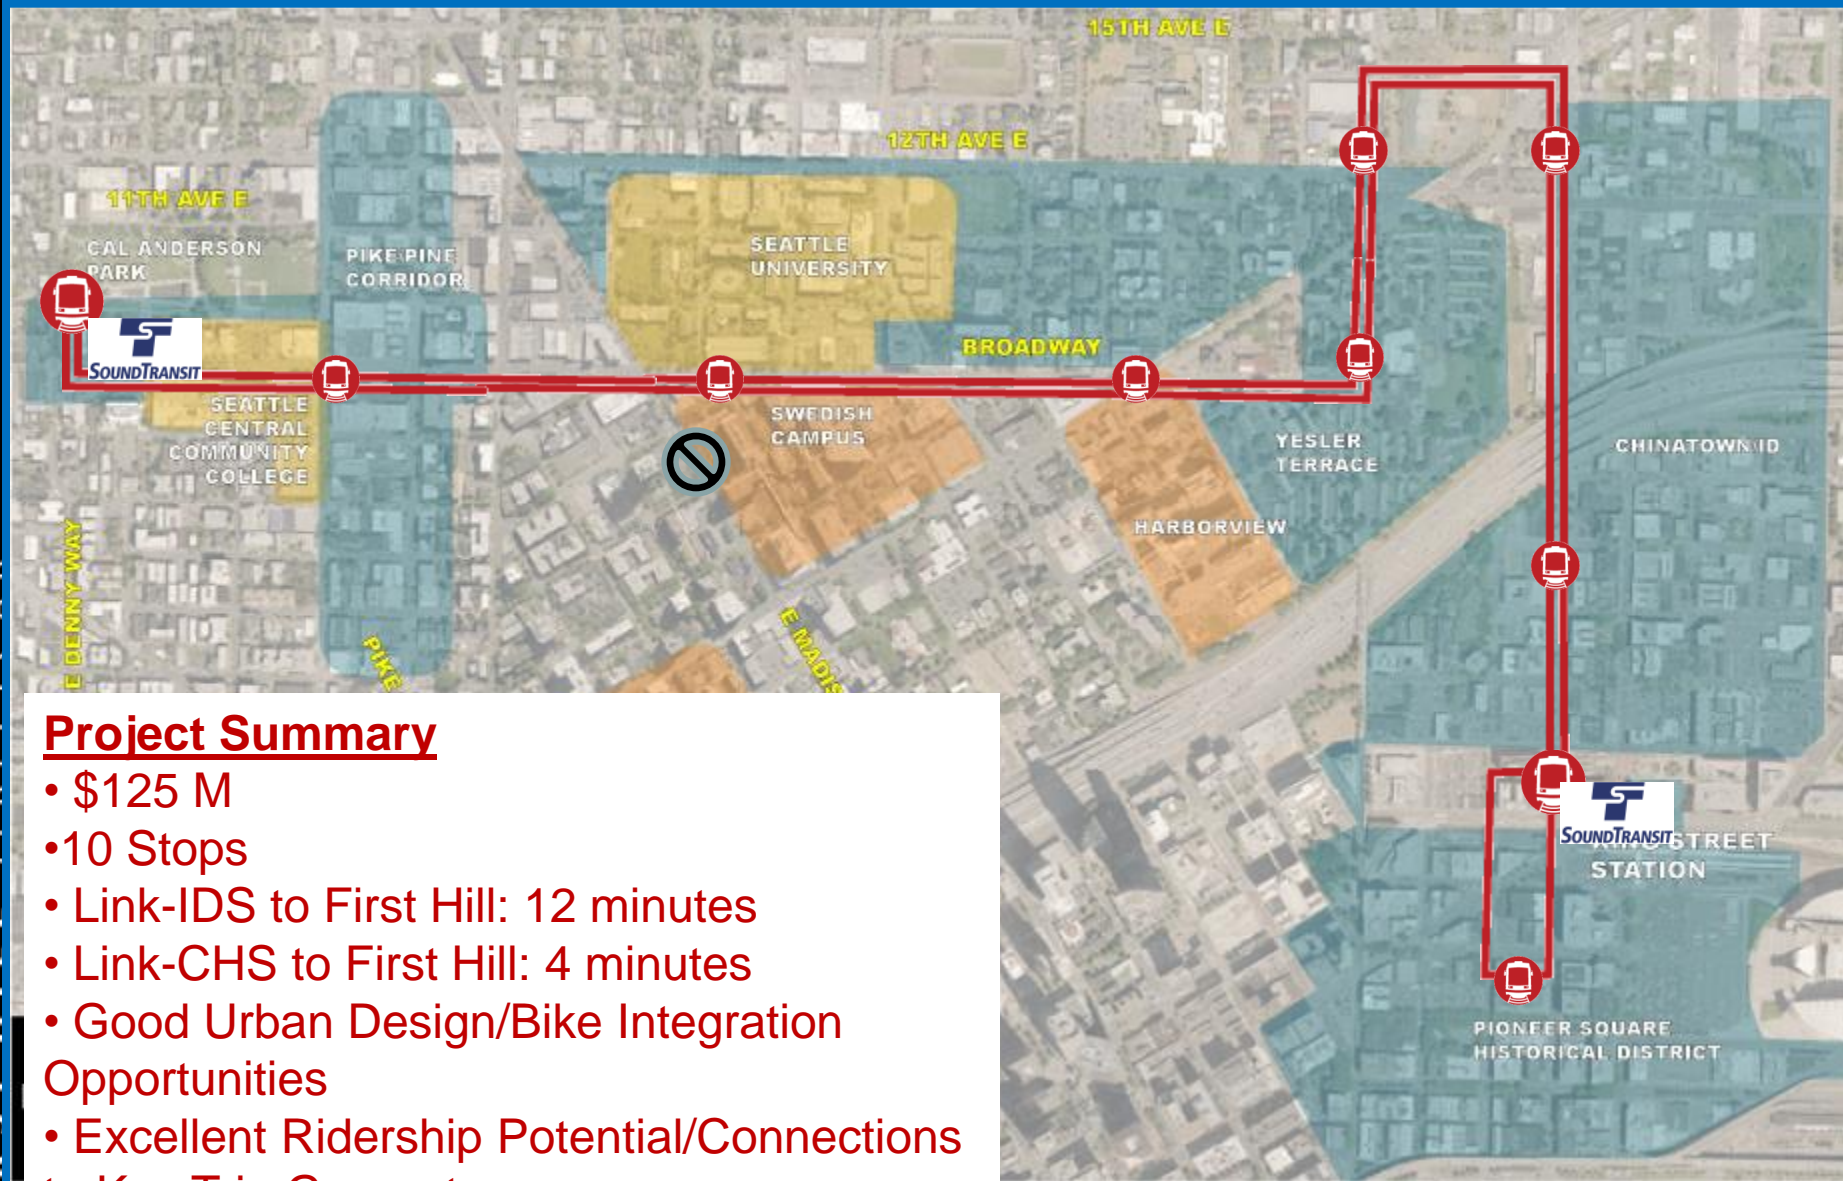 15TH AVE E
12TH AVE E
11TH AVE E
CAL ANDERSON
PARK
PIKE PINE
CORRIDOR
SEATTLE
UNIVERSITY
BROADWAY
SOUNDTRANSIT
SEATTLE
CENTRAL
COMMUNITY
COLLEGE
SWEDISH
CAMPUS
YESLER
TERRACE
CHINATOWN ID
HARBORVIEW
E DENNY WAY
PIKE
E MADIS
SOUNDTRANSIT
STREET
STATION
PIONEER SQUARE
HISTORICAL DISTRICT
Project Summary
• $125 M
•10 Stops
• Link-IDS to First Hill: 12 minutes
• Link-CHS to First Hill: 4 minutes
• Good Urban Design/Bike Integration
Opportunities
• Excellent Ridership Potential/Connections